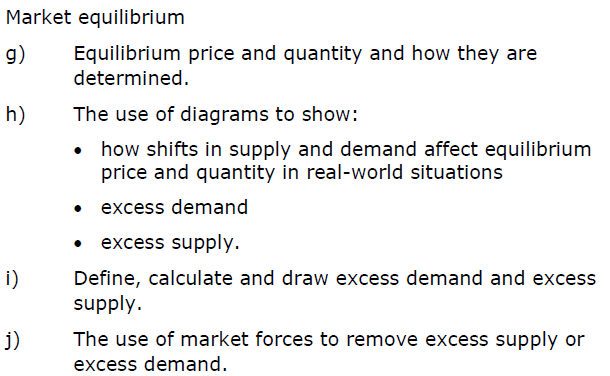 Market equilibrium
g) Equilibrium price and quantity and how they are
determined.
h) The use of diagrams to show:
• how shifts in supply and demand affect equilibrium
price and quantity in real-world situations
• excess demand
• excess supply.
i) Define, calculate and draw excess demand and excess
supply.
j) The use of market forces to remove excess supply or
excess demand.